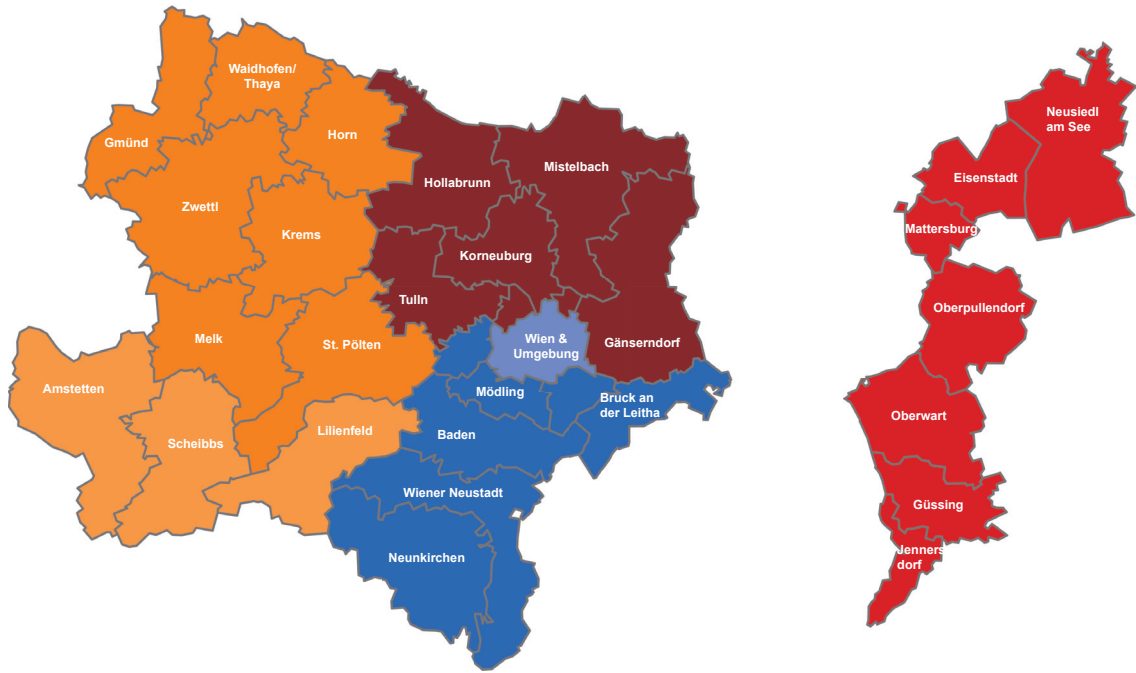 Waidhofen/
Thaya
Gmünd
Horn
Hollabrunn
Mistelbach
Zwettl
Krems
Korneuburg
Tulln
Melk
St. Pölten
Wien &
Umgebung
Gänserndorf
Amstetten
Scheibbs
Lilienfeld
Mödling
Bruck an
der Leitha
Baden
Wiener Neustadt
Neunkirchen
Neusiedl
am See
Eisenstadt
Mattersburg
Oberpullendorf
Oberwart
Güssing
Jenners
dorf